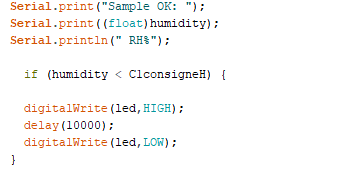 Serial.print("Sample OK: ");
Serial.print((float)humidity);
Serial.println(" RH%");
if (humidity < ClconsigneH) {
digitalWrite(led,HIGH);
delay(10000);
digitalWrite(led,LOW);
}